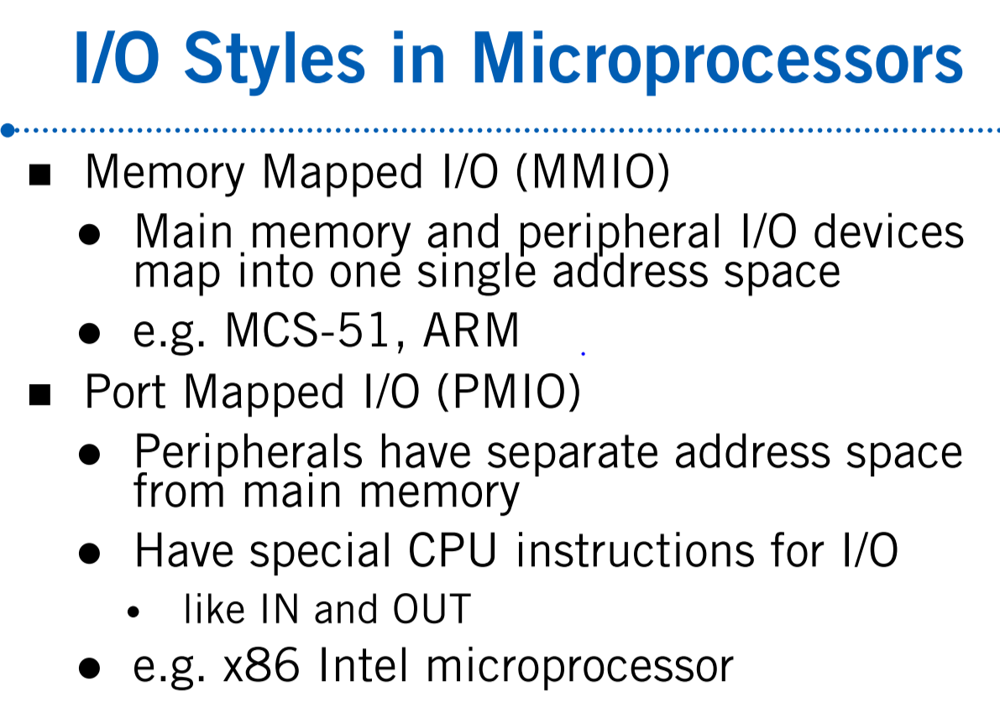 I/O Styles in Microprocessors
■ Memory Mapped I/O (MMIO)
● Main memory and peripheral I/O devices
map into one single address space
● e.g. MCS-51, ARM
■ Port Mapped I/O (PMIO)
● Peripherals have separate address space
from main memory
● Have special CPU instructions for I/O
• like IN and OUT
● e.g. x86 Intel microprocessor